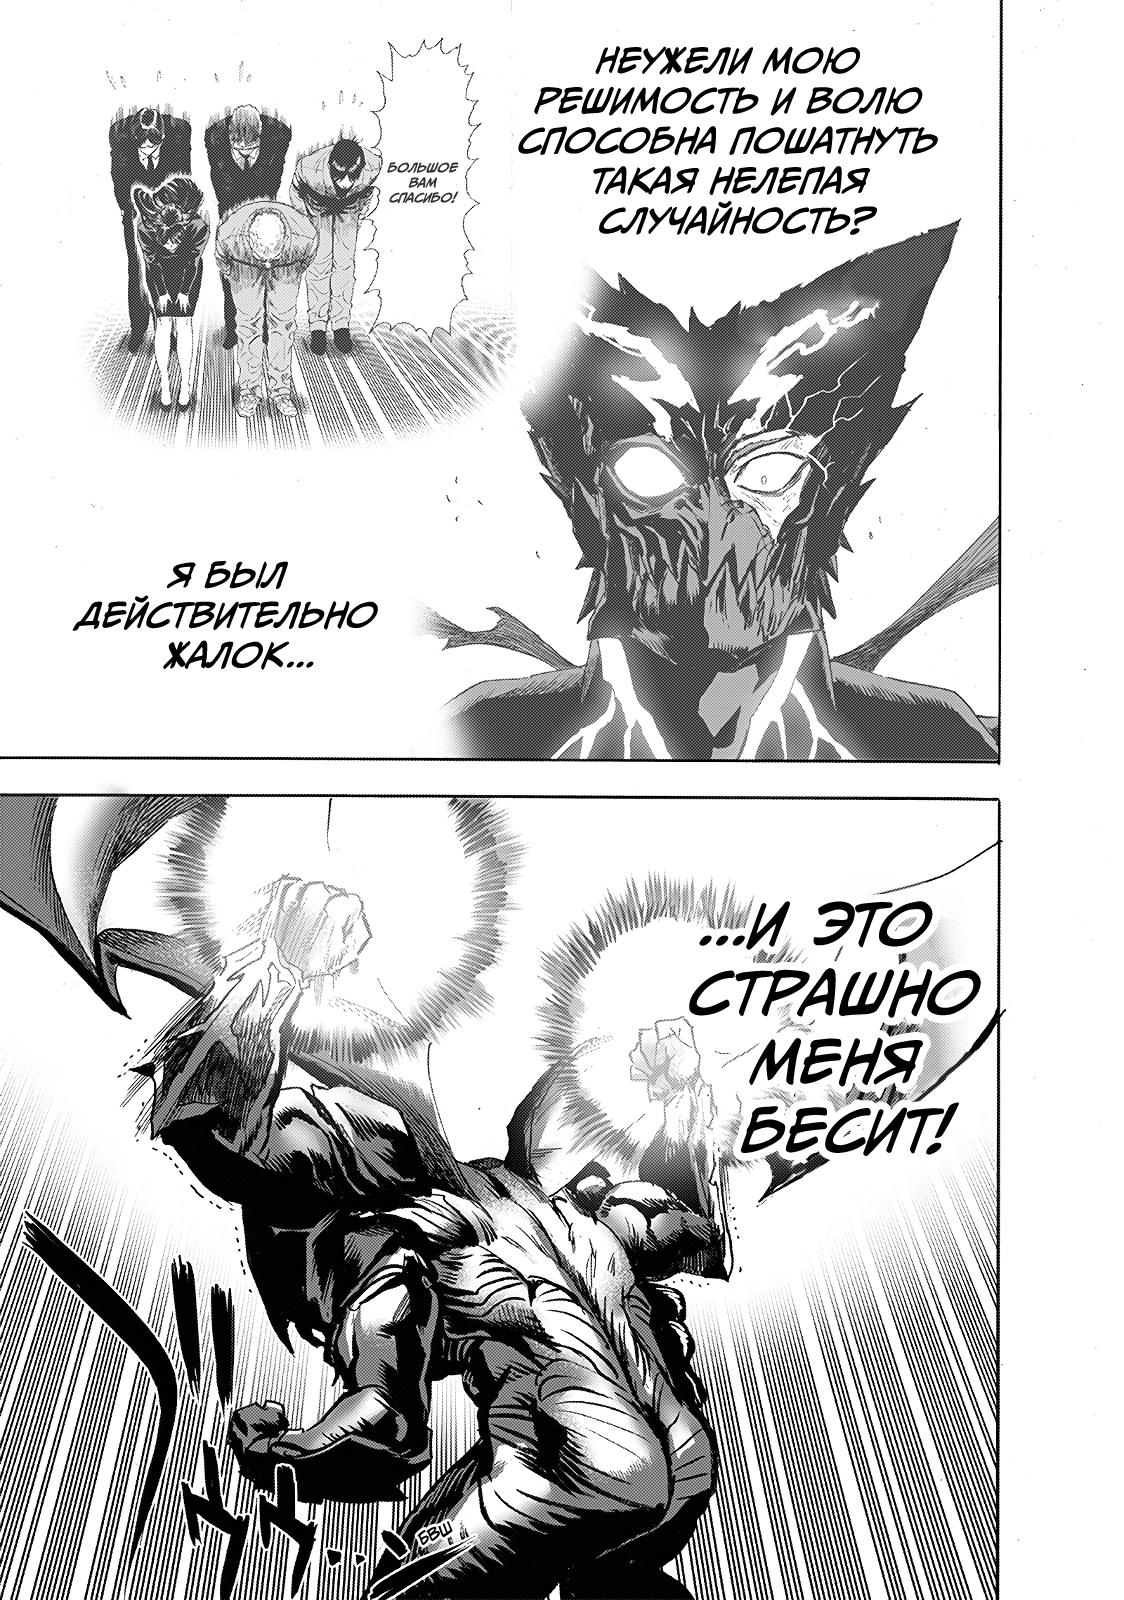 НЕУЖЕЛИ МОЮ
РЕШИМОСТЬ И ВОЛЮ
СПОСОБНА ПОШАТНУТЬ
ТАКАЯ НЕЛЕПАЯ
СЛУЧАЙНОСТЬ?
БОЛЬШОЕ
ВАМ
СПАСИБО!
Я БЫЛ
ДЕЙСТВИТЕЛЬНО
ЖАЛОК...
...И ЭТО
СТРАШНО
МЕНЯ
БЕСИТ!
БВШ